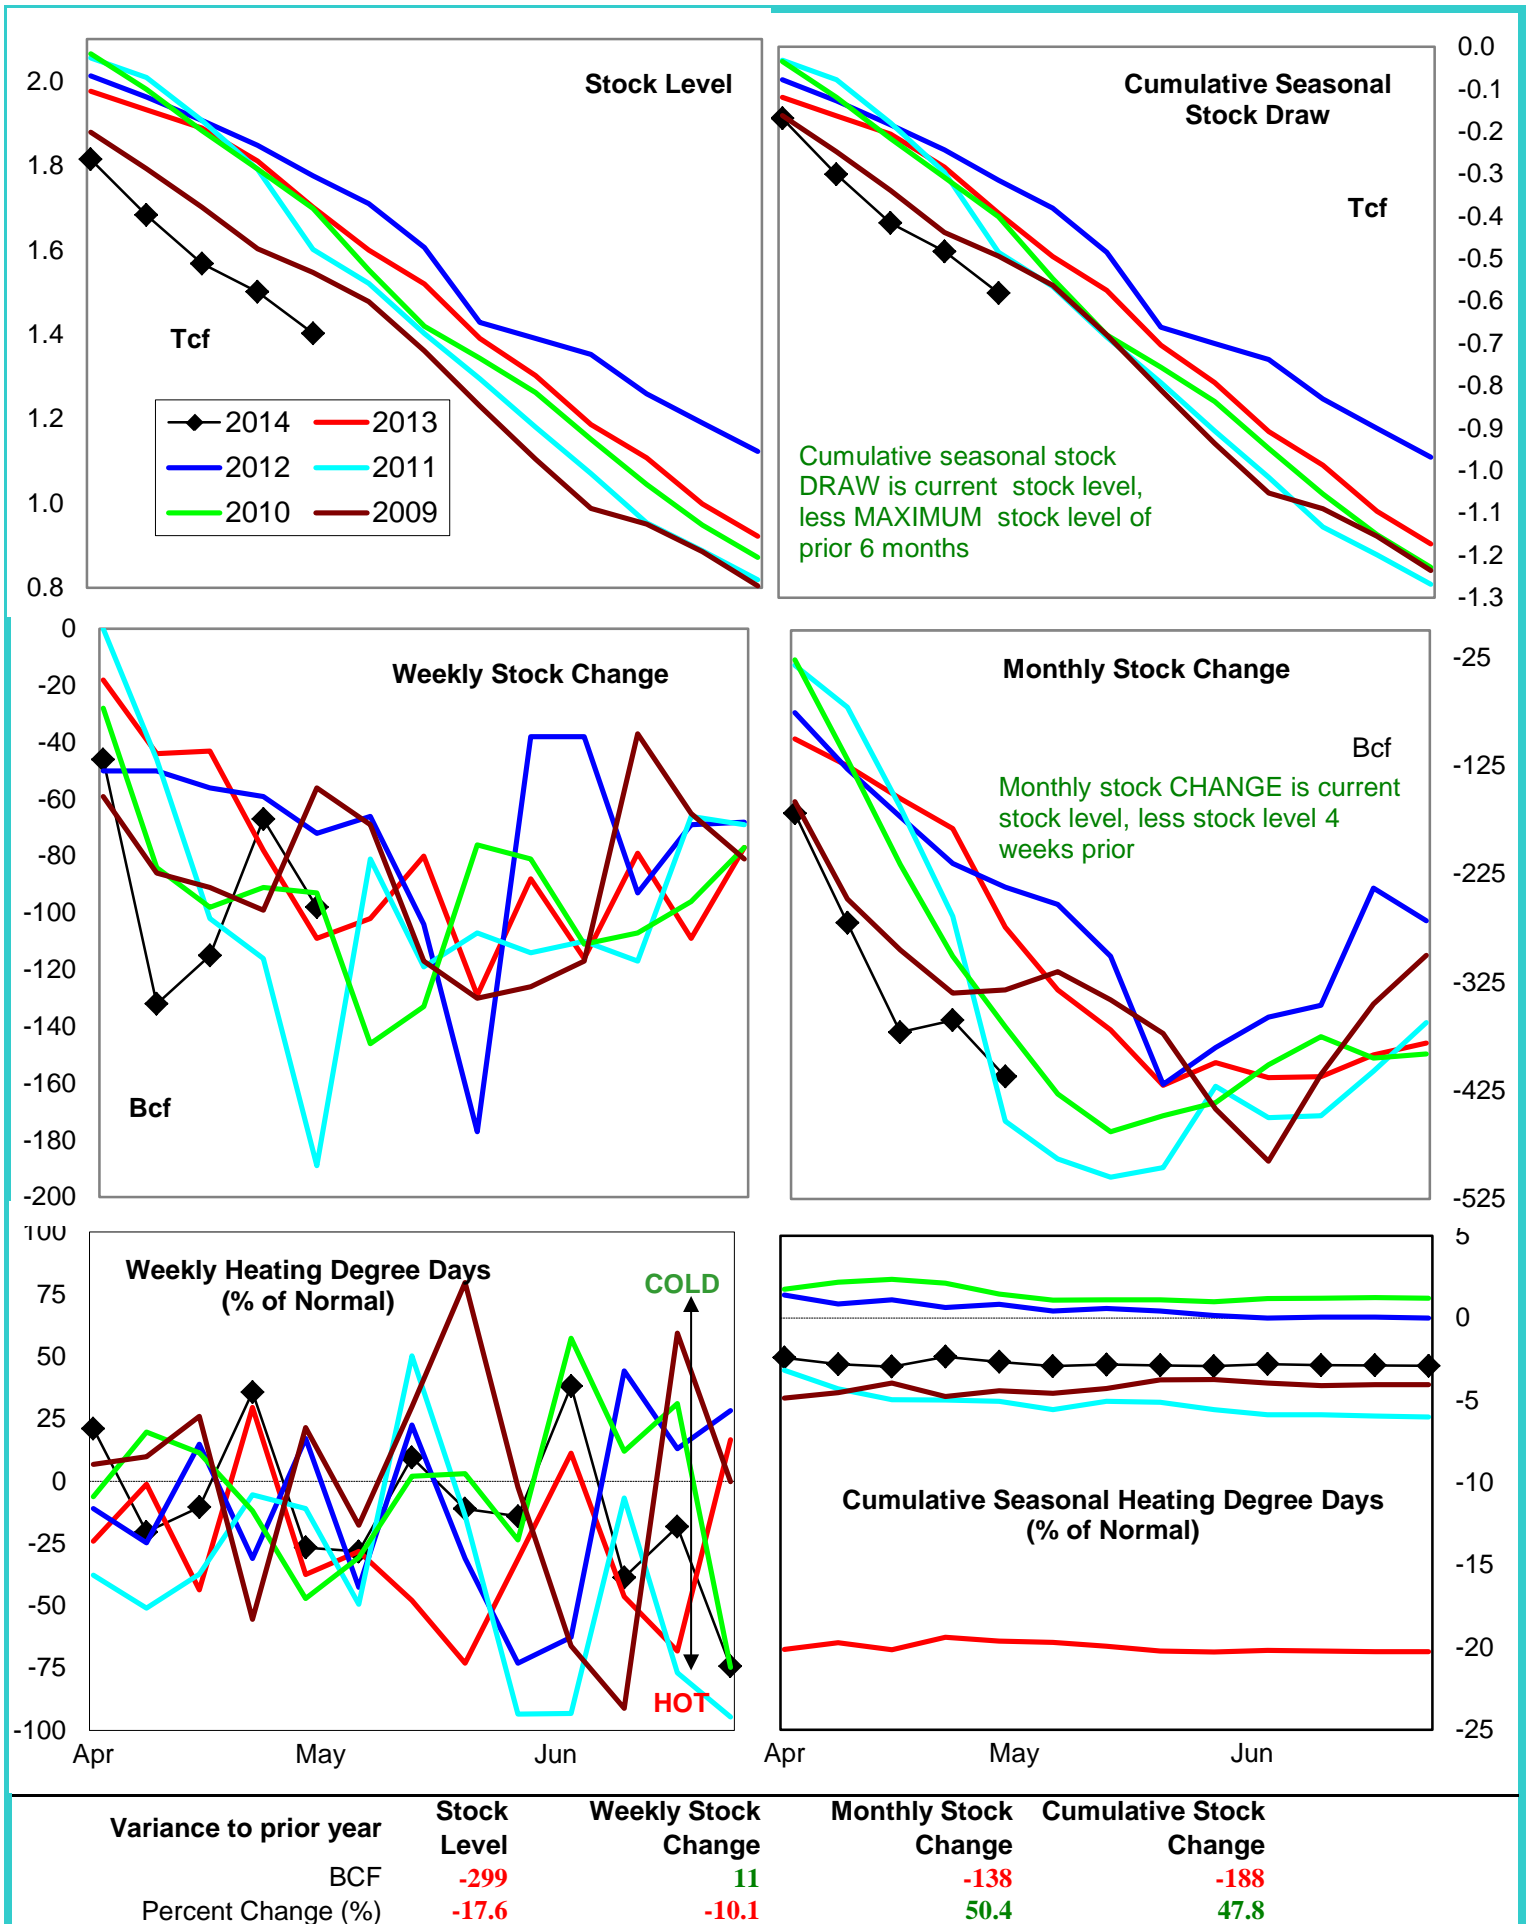 Stock Level
2.0
1.8
1.6
1.4
1.2
1.0
0.8
Tcf
2014 2013
2012 2011
2010 2009
Cumulative Seasonal
Stock Draw
Tcf
0.0
-0.1
-0.2
-0.3
-0.4
-0.5
-0.6
-0.7
-0.8
-0.9
-1.0
-1.1
-1.2
-1.3
Cumulative seasonal stock
DRAW is current stock level,
less MAXIMUM stock level of
prior 6 months
Weekly Stock Change
0
-20
-40
-60
-80
-100
-120
-140
-160
-180
-200
Bcf
Monthly Stock Change
Bcf
-25
-125
-225
-325
-425
-525
Monthly stock CHANGE is current
stock level, less stock level 4
weeks prior
Weekly Heating Degree Days
(% of Normal)
COLD
HOT
100
75
50
25
0
-25
-50
-75
-100
Apr May Jun
5
0
-5
-10
-15
-20
-25
Cumulative Seasonal Heating Degree Days
(% of Normal)
Apr May Jun
Variance to prior year
Stock Level
Weekly Stock Change
Monthly Stock Change
Cumulative Stock Change
BCF -299 11 -138 -188
Percent Change (%) -17.6 -10.1 50.4 47.8